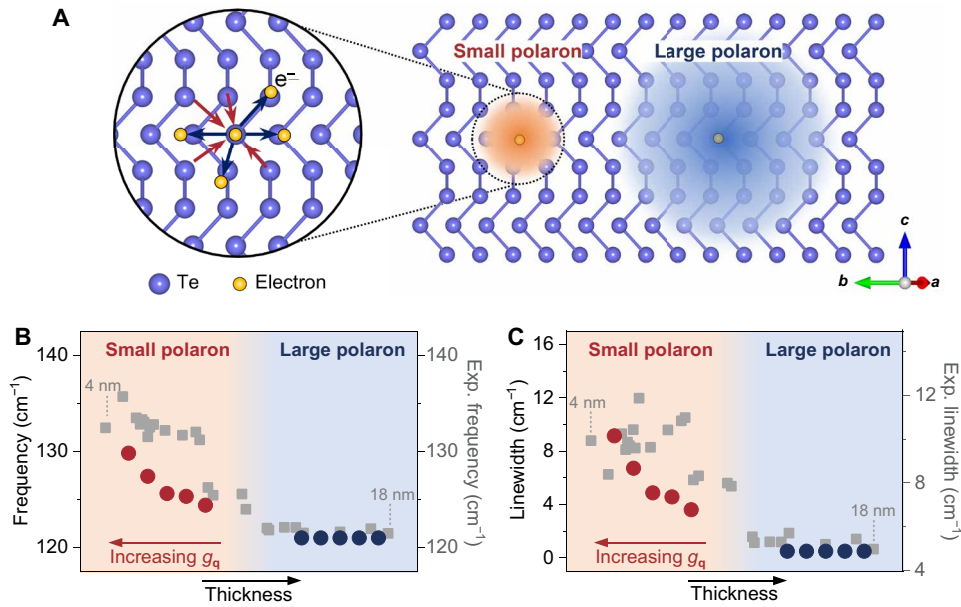 A
Small polaron
Large polaron
e⁻
Te
Electron
c
b
a
B
Small polaron
Large polaron
140
130
120
Frequency (cm⁻¹)
4 nm
18 nm
Increasing g_q
140
130
120
Exp. frequency (cm⁻¹)
Thickness
C
Small polaron
Large polaron
16
12
8
4
0
Linewidth (cm⁻¹)
4 nm
18 nm
Increasing g_q
12
8
4
Exp. linewidth (cm⁻¹)
Thickness